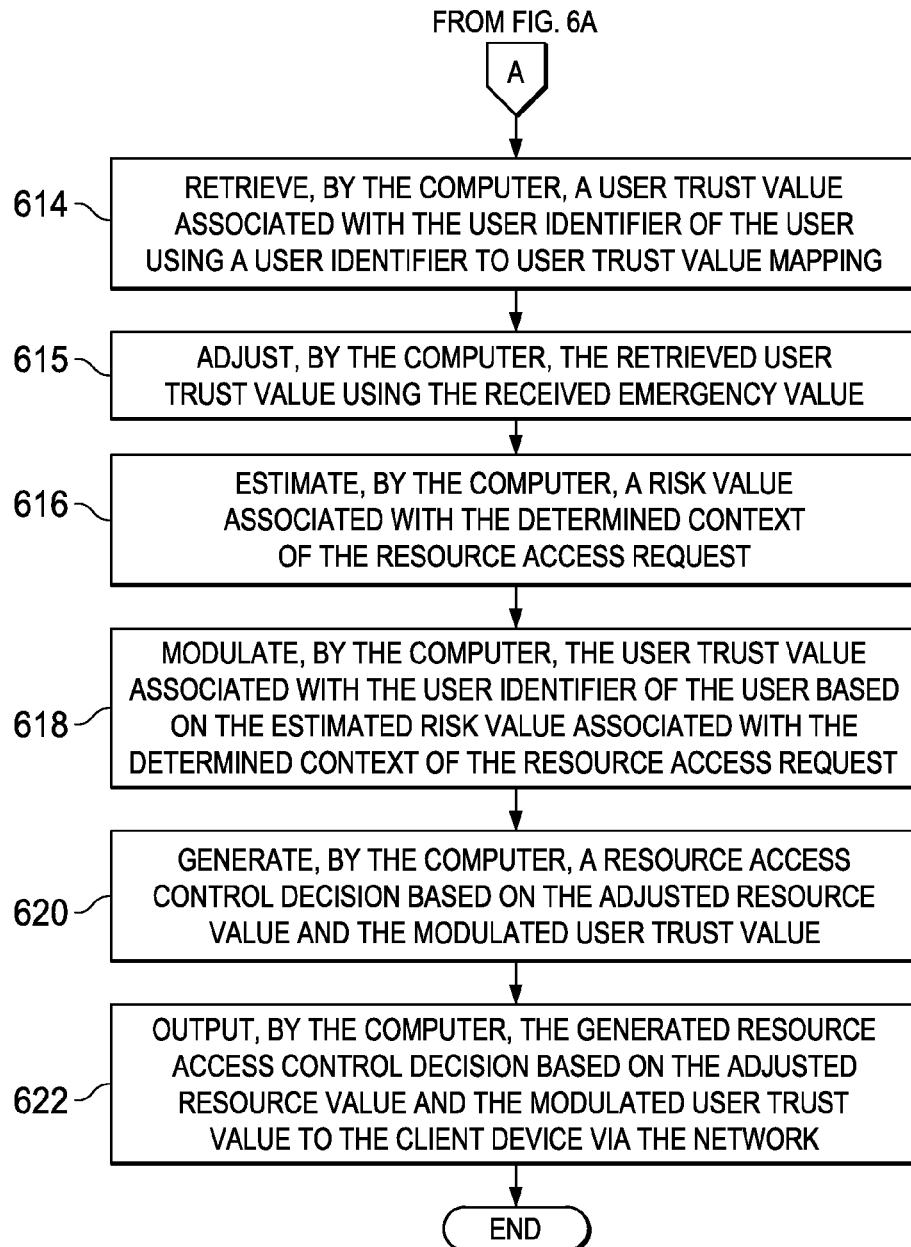 FROM FIG. 6A
A
614
RETRIEVE, BY THE COMPUTER, A USER TRUST VALUE
ASSOCIATED WITH THE USER IDENTIFIER OF THE USER
USING A USER IDENTIFIER TO USER TRUST VALUE MAPPING
615
ADJUST, BY THE COMPUTER, THE RETRIEVED USER
TRUST VALUE USING THE RECEIVED EMERGENCY VALUE
616
ESTIMATE, BY THE COMPUTER, A RISK VALUE
ASSOCIATED WITH THE DETERMINED CONTEXT
OF THE RESOURCE ACCESS REQUEST
618
MODULATE, BY THE COMPUTER, THE USER TRUST VALUE
ASSOCIATED WITH THE USER IDENTIFIER OF THE USER BASED
ON THE ESTIMATED RISK VALUE ASSOCIATED WITH THE
DETERMINED CONTEXT OF THE RESOURCE ACCESS REQUEST
620
GENERATE, BY THE COMPUTER, A RESOURCE ACCESS
CONTROL DECISION BASED ON THE ADJUSTED RESOURCE
VALUE AND THE MODULATED USER TRUST VALUE
622
OUTPUT, BY THE COMPUTER, THE GENERATED RESOURCE
ACCESS CONTROL DECISION BASED ON THE ADJUSTED
RESOURCE VALUE AND THE MODULATED USER TRUST
VALUE TO THE CLIENT DEVICE VIA THE NETWORK
END